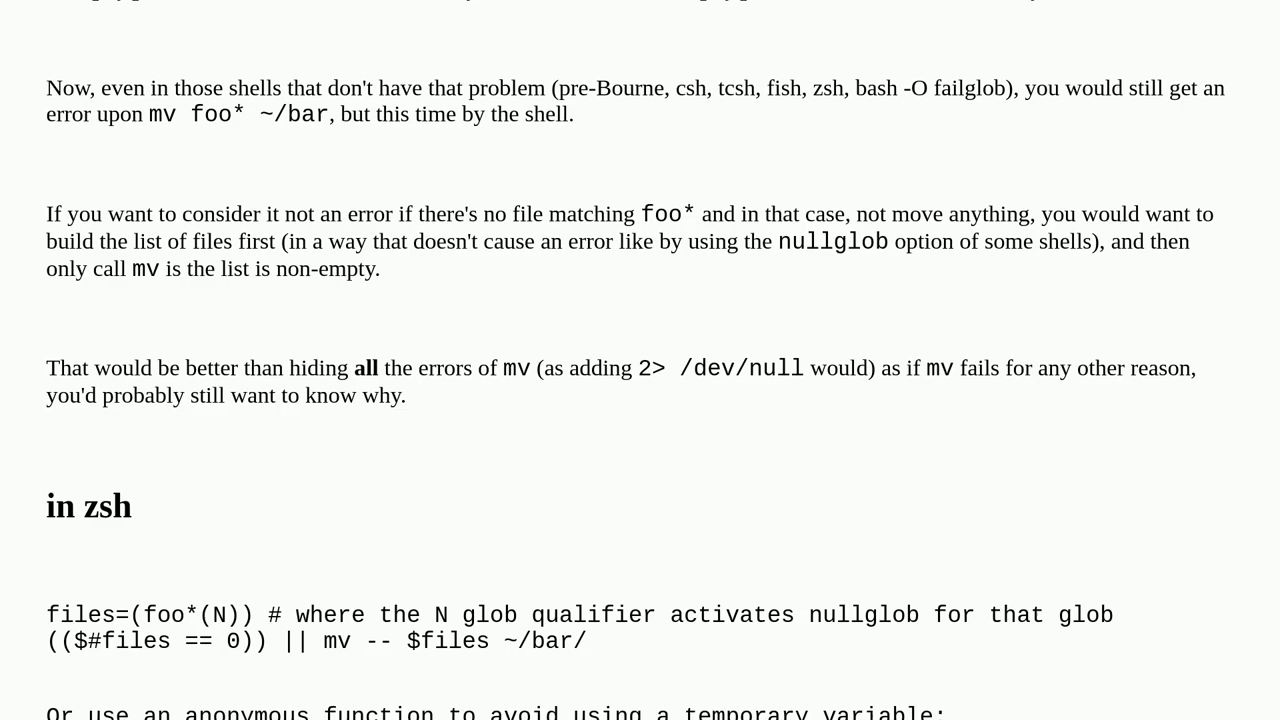 Now, even in those shells that don't have that problem (pre-Bourne, csh, tcsh, fish, zsh, bash -O failglob), you would still get an
error upon mv foo* ~/bar, but this time by the shell.
If you want to consider it not an error if there's no file matching foo* and in that case, not move anything, you would want to
build the list of files first (in a way that doesn't cause an error like by using the nullglob option of some shells), and then
only call mv is the list is non-empty.
That would be better than hiding all the errors of mv (as adding 2> /dev/null would) as if mv fails for any other reason,
you'd probably still want to know why.
in zsh
files=(foo*(N)) # where the N glob qualifier activates nullglob for that glob
(($#files == 0)) || mv -- $files ~/bar/
Or use an anonymous function to avoid using a temporary variable: